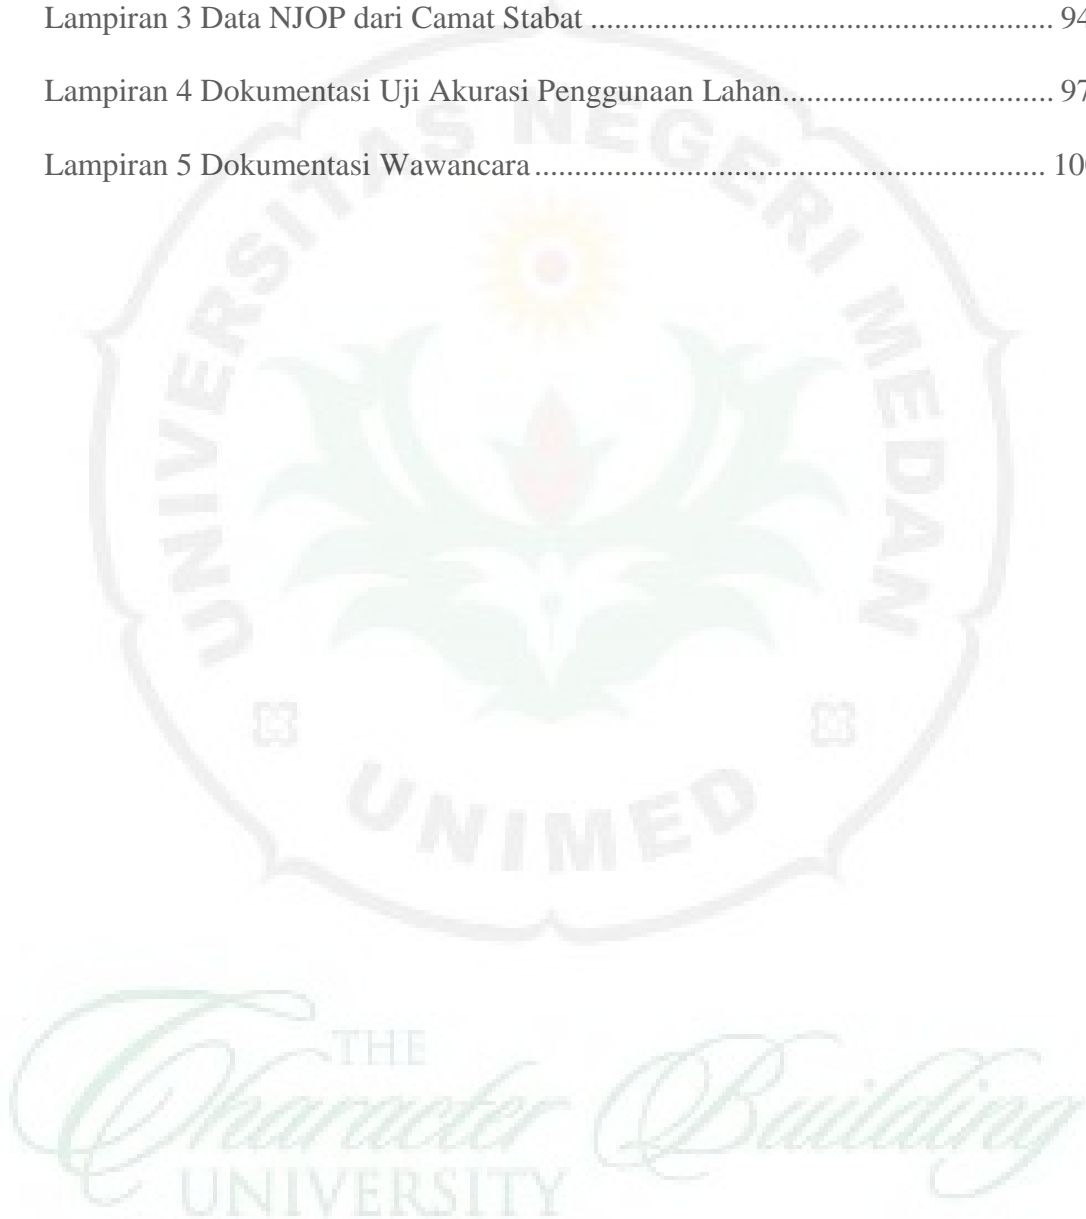 Lampiran 3 Data NJOP dari Camat Stabat .......................................................... 94
Lampiran 4 Dokumentasi Uji Akurasi Penggunaan Lahan.................................. 97
Lampiran 5 Dokumentasi Wawancara ................................................................ 100
UNIVERSITAS NEGERI MEDAN
UNIMED
THE
Character Building
UNIVERSITY